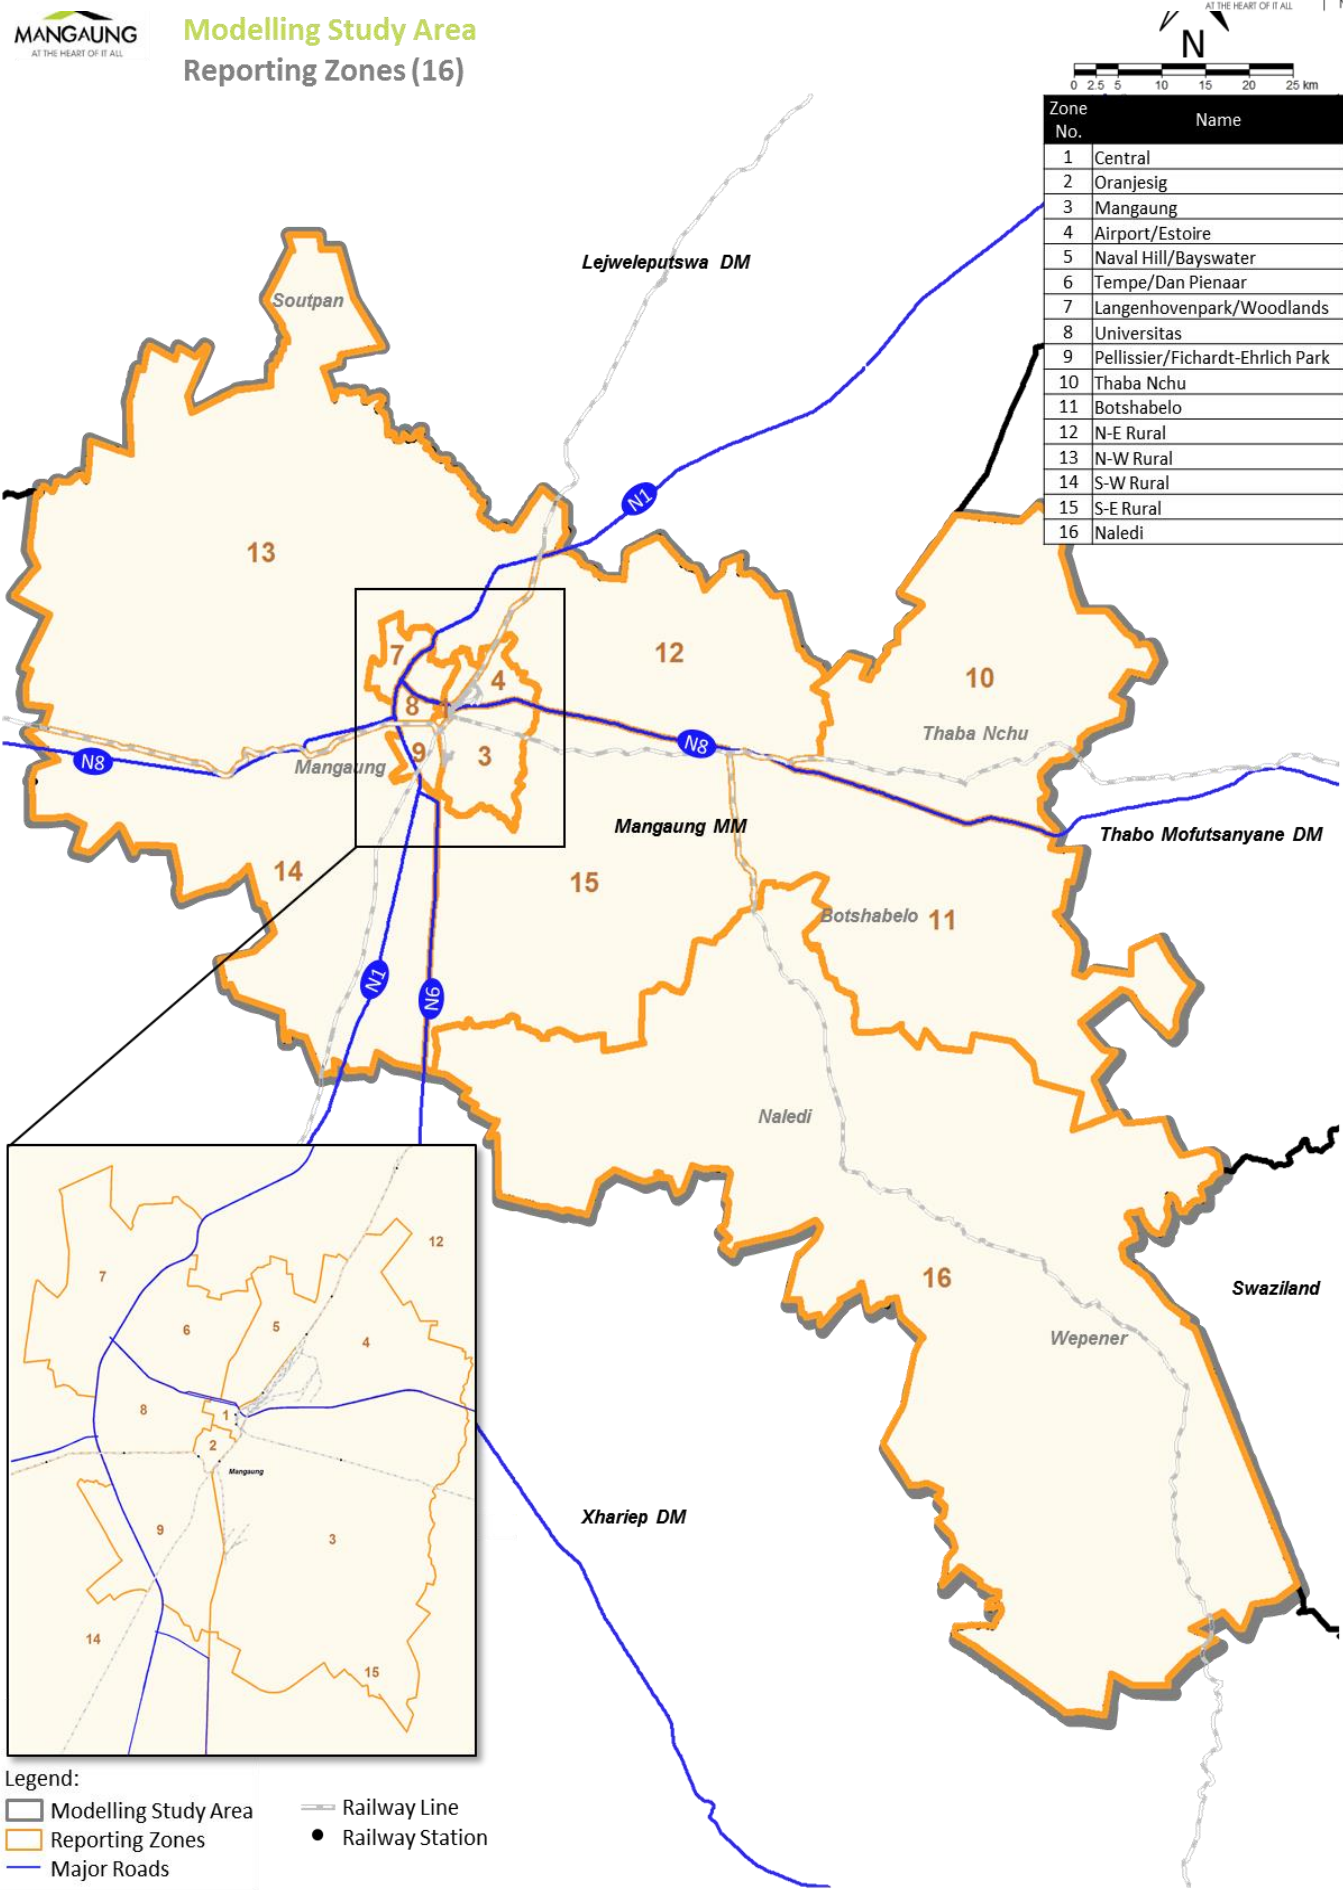 AT THE HEART OF IT ALL
MANGAUNG
AT THE HEART OF IT ALL
Modelling Study Area
Reporting Zones (16)
N
0 2.5 5 10 15 20 25 km
Zone No. Name
1 Central
2 Oranjesig
3 Mangaung
4 Airport/Estoire
5 Naval Hill/Bayswater
6 Tempe/Dan Pienaar
7 Langenhovenpark/Woodlands
8 Universitas
9 Pellissier/Fichardt-Ehrlich Park
10 Thaba Nchu
11 Botshabelo
12 N-E Rural
13 N-W Rural
14 S-W Rural
15 S-E Rural
16 Naledi
Lejweleputswa DM
Soutpan
N1
13
12
7
4
10
8
Thaba Nchu
N8
N8
9
3
Mangaung
Mangaung MM
Thabo Mofutsanyane DM
14
15
Botshabelo
11
N1
N6
Naledi
16
Swaziland
Wepener
Xhariep DM
12
7
6
5
4
8
1
2
Mangaung
9
3
14
15
Legend:
Modelling Study Area
Reporting Zones
Major Roads
Railway Line
Railway Station